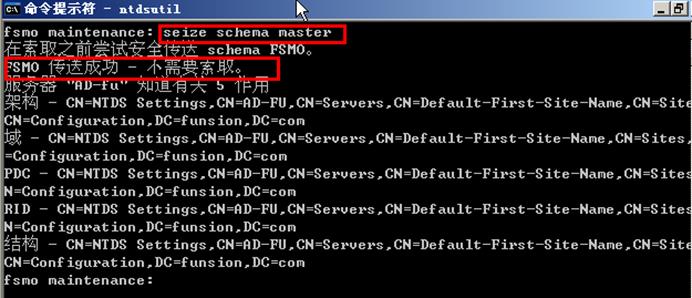 命令提示符 - ntdsutil
fsmo maintenance: seize schema master
在索取之前尝试安全传送 schema FSMO。
FSMO 传送成功 - 不需要索取。
服务器 "AD-Fu" 知道有关 5 作用
架构 - CN=NTDS Settings,CN=AD-FU,CN=Servers,CN=Default-First-Site-Name,CN=Sites
CN=Configuration,DC=funsion,DC=com
域 - CN=NTDS Settings,CN=AD-FU,CN=Servers,CN=Default-First-Site-Name,CN=Sites,
=Configuration,DC=funsion,DC=com
PDC - CN=NTDS Settings,CN=AD-FU,CN=Servers,CN=Default-First-Site-Name,CN=Sites
N=Configuration,DC=funsion,DC=com
RID - CN=NTDS Settings,CN=AD-FU,CN=Servers,CN=Default-First-Site-Name,CN=Sites
N=Configuration,DC=funsion,DC=com
结构 - CN=NTDS Settings,CN=AD-FU,CN=Servers,CN=Default-First-Site-Name,CN=Sites
CN=Configuration,DC=funsion,DC=com
fsmo maintenance: